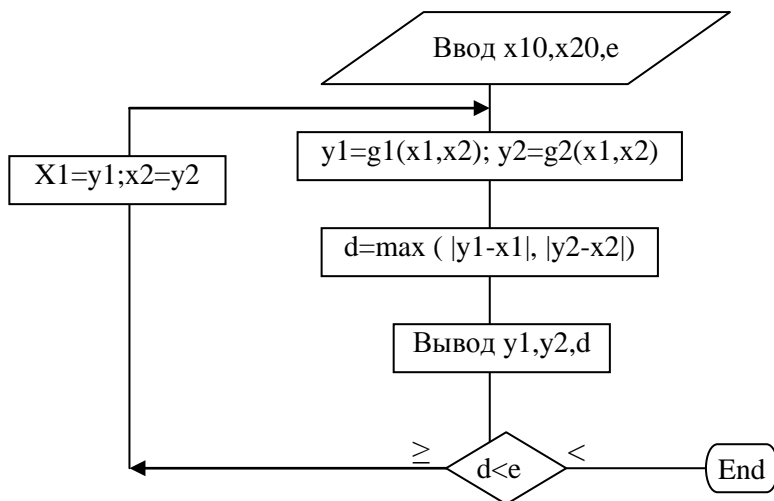 Ввод x10,x20,e
y1=g1(x1,x2); y2=g2(x1,x2)
X1=y1;x2=y2
d=max ( |y1-x1|, |y2-x2|)
Вывод y1,y2,d
≥
<
d<e
End